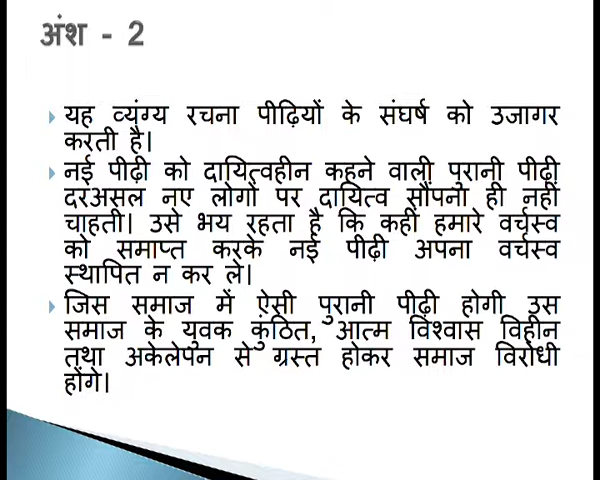 अंश - 2
यह व्यंग्य रचना पीढ़ियों के संघर्ष को उजागर
करती है।
नई पीढ़ी को दायित्वहीन कहने वाली पुरानी पीढ़ी
दरअसल नए लोगों पर दायित्व सौंपना ही नहीं
चाहती। उसे भय रहता है कि कहीं हमारे वर्चस्व
को समाप्त करके नई पीढ़ी अपना वर्चस्व
स्थापित न कर ले।
जिस समाज में ऐसी पुरानी पीढ़ी होगी उस
समाज के युवक कुंठित, आत्म विश्वास विहीन
तथा अकेलेपन से ग्रस्त होकर समाज विरोधी
होंगे।